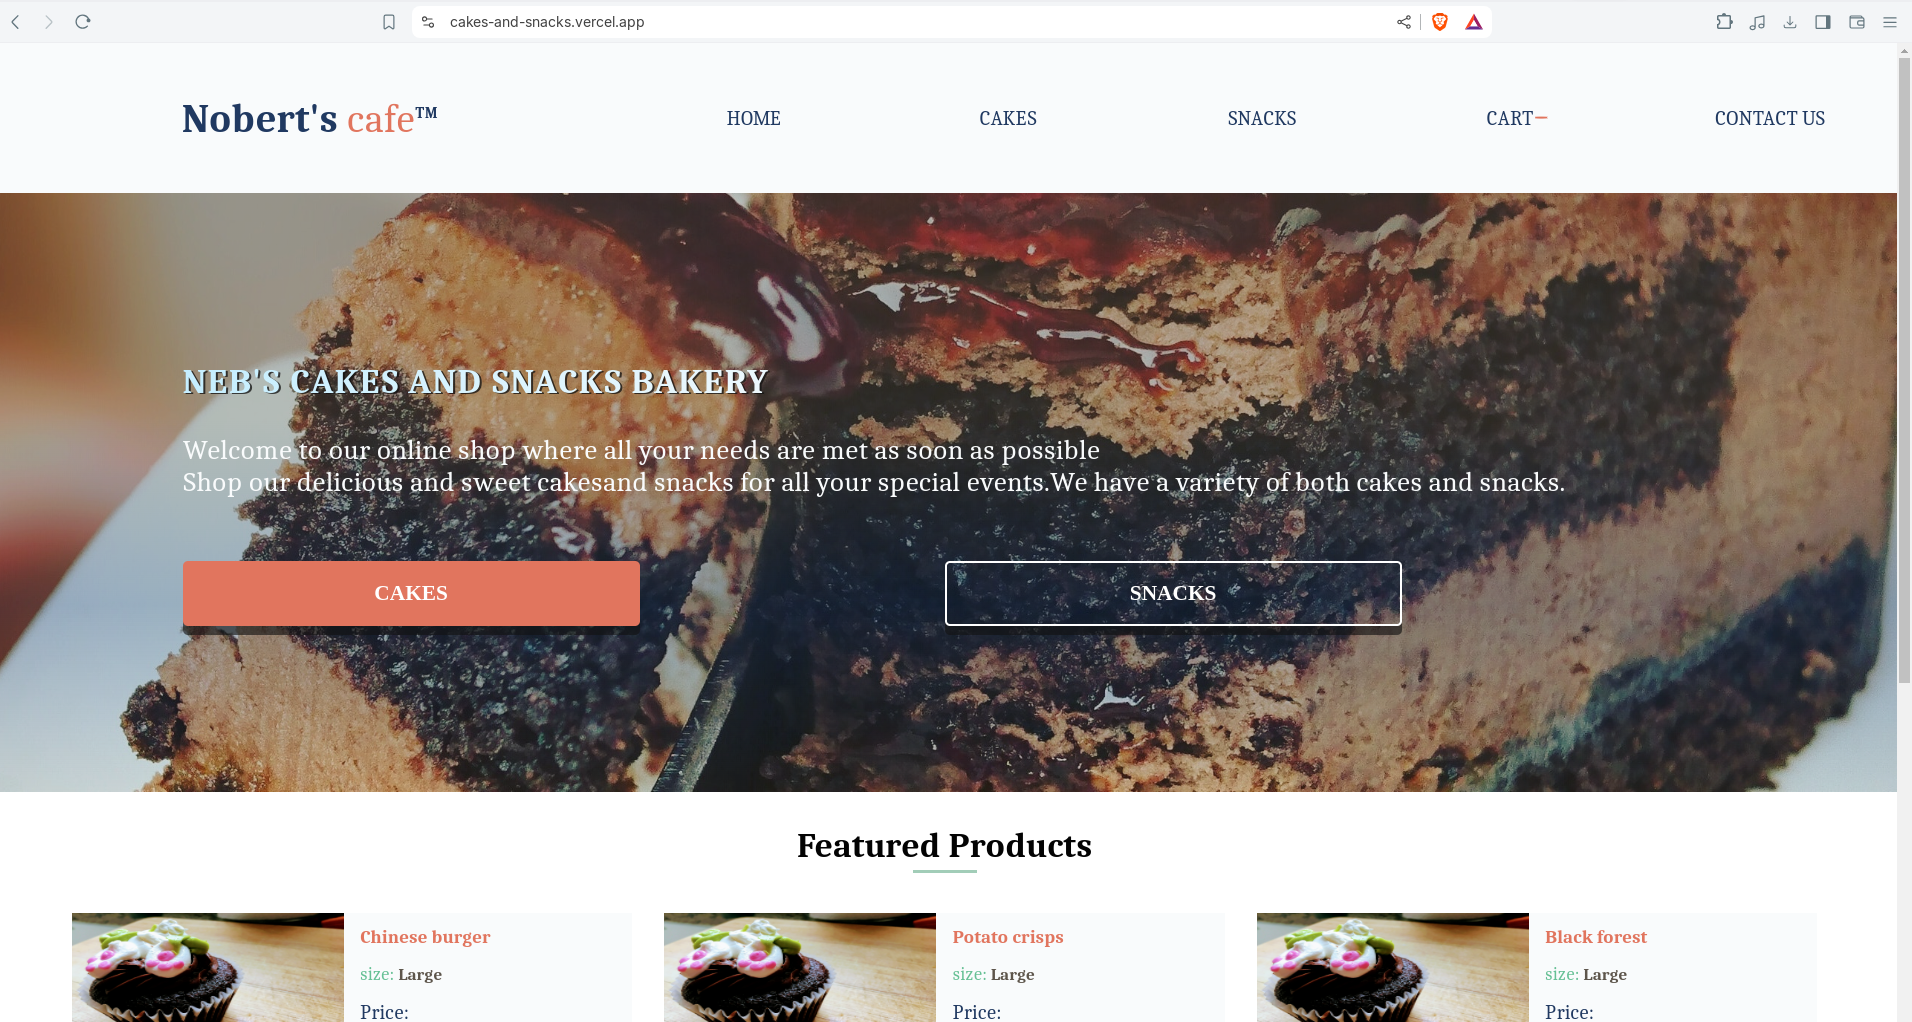 cakes-and-snacks.vercel.app
Nobert's cafe™
HOME
CAKES
SNACKS
CART
CONTACT US
NEB'S CAKES AND SNACKS BAKERY
Welcome to our online shop where all your needs are met as soon as possible
Shop our delicious and sweet cakesand snacks for all your special events.We have a variety of both cakes and snacks.
CAKES
SNACKS
Featured Products
Chinese burger
size: Large
Price:
Potato crisps
size: Large
Price:
Black forest
size: Large
Price: